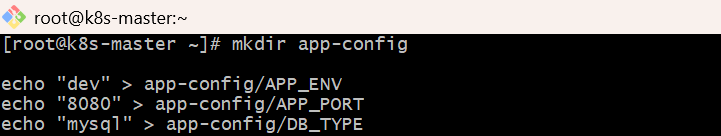 root@k8s-master:~
[root@k8s-master ~]# mkdir app-config
echo "dev" > app-config/APP_ENV
echo "8080" > app-config/APP_PORT
echo "mysql" > app-config/DB_TYPE